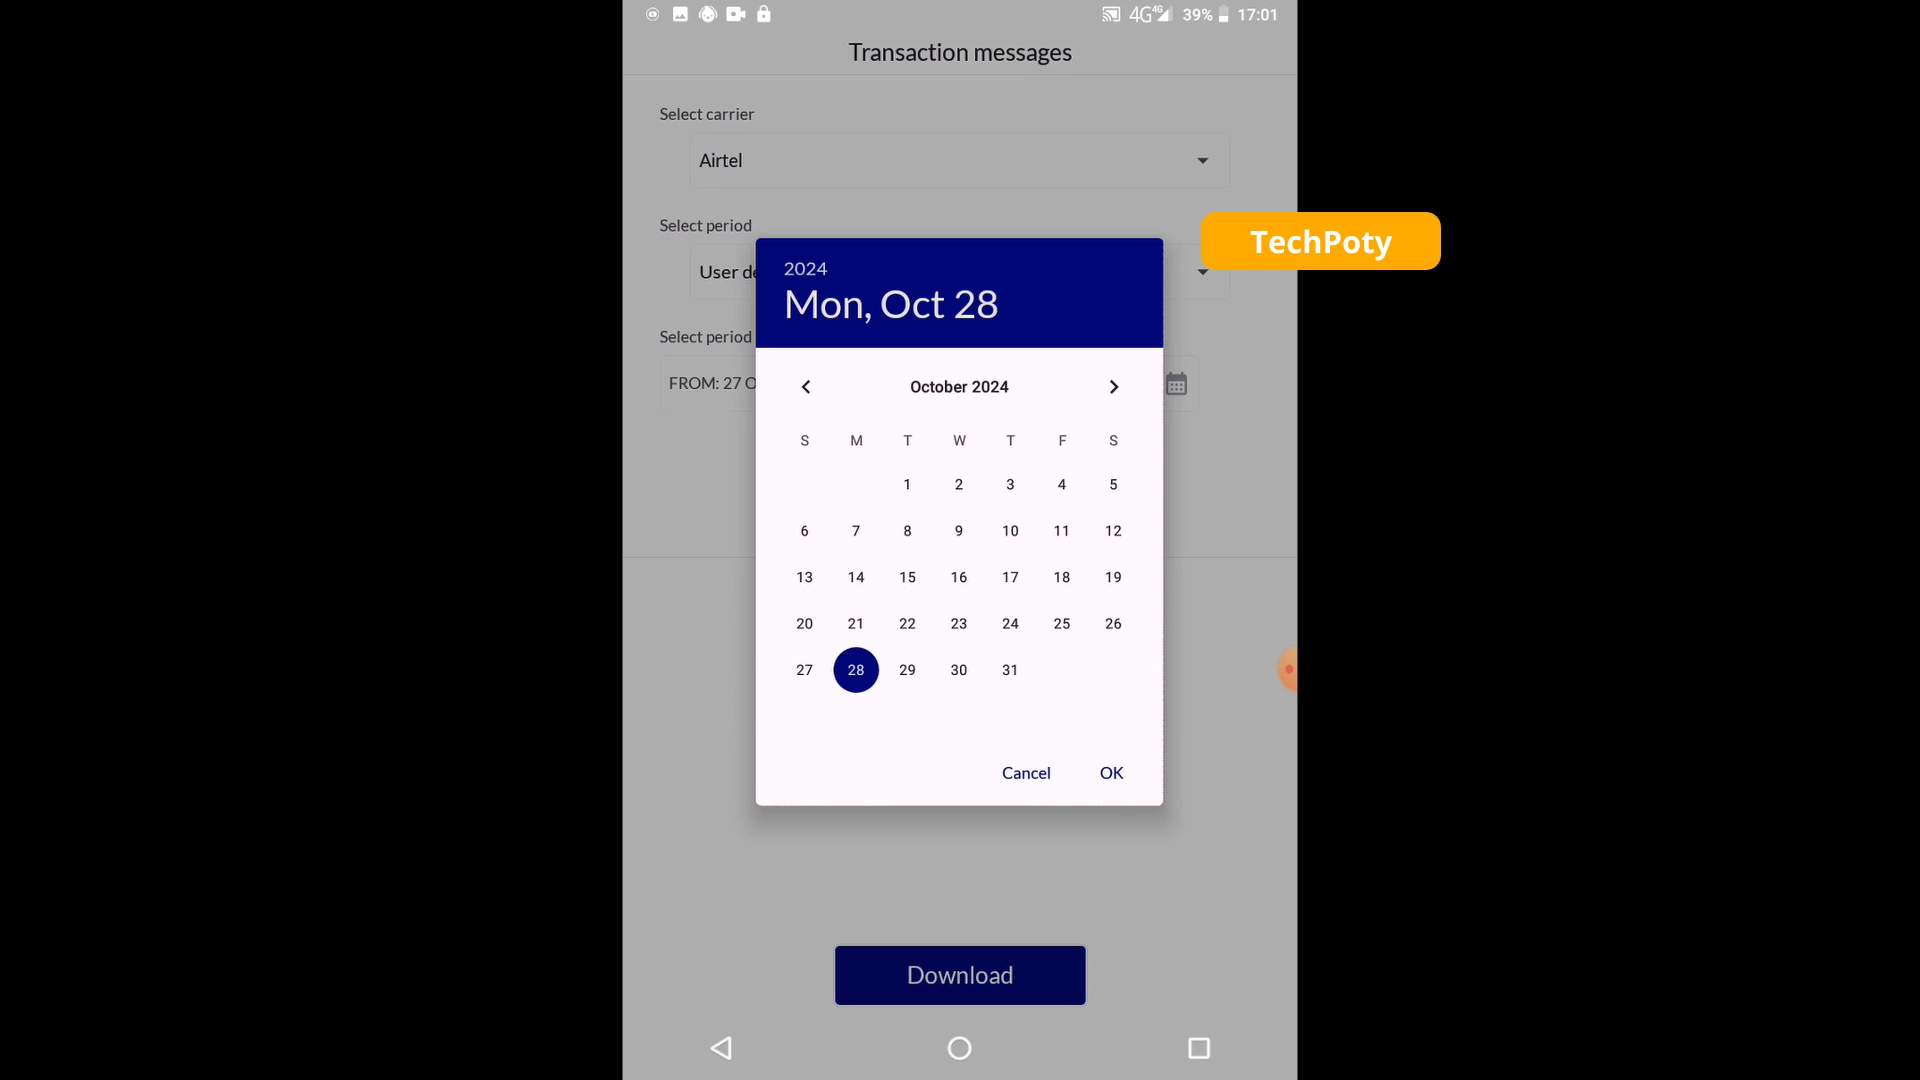 4G 4G 39% 17:01
Transaction messages
Select carrier
Airtel
Select period
TechPoty
User de
2024
Mon, Oct 28
Select period
FROM: 27 O
October 2024
S M T W T F S
1 2 3 4 5
6 7 8 9 10 11 12
13 14 15 16 17 18 19
20 21 22 23 24 25 26
27 28 29 30 31
Cancel OK
Download